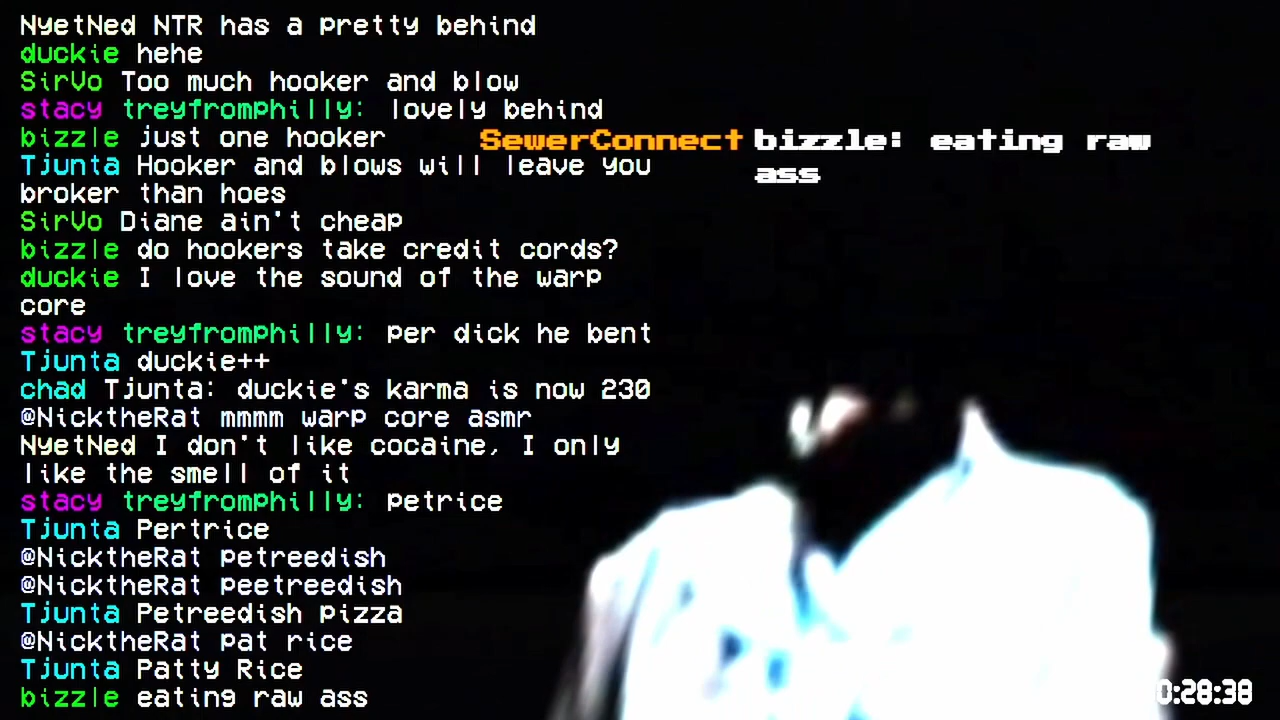 NyetNed NTR has a pretty behind
duckie hehe
SirVo Too much hooker and blow
stacy treyfromphilly: lovely behind
bizzle just one hooker
Tjunta Hooker and blows will leave you
broker than hoes
SirVo Diane ain't cheap
bizzle do hookers take credit cords?
duckie I love the sound of the warp
core
stacy treyfromphilly: per dick he bent
Tjunta duckie++
chad Tjunta: duckie's karma is now 230
@NicktheRat mmmm warp core asmr
NyetNed I don't like cocaine, I only
like the smell of it
stacy treyfromphilly: petrice
Tjunta Pertrice
@NicktheRat petreedish
@NicktheRat peetreedish
Tjunta Petreedish pizza
@NicktheRat pat rice
Tjunta Patty Rice
bizzle eating raw ass
SewerConnect bizzle: eating raw
ass
0:28:38